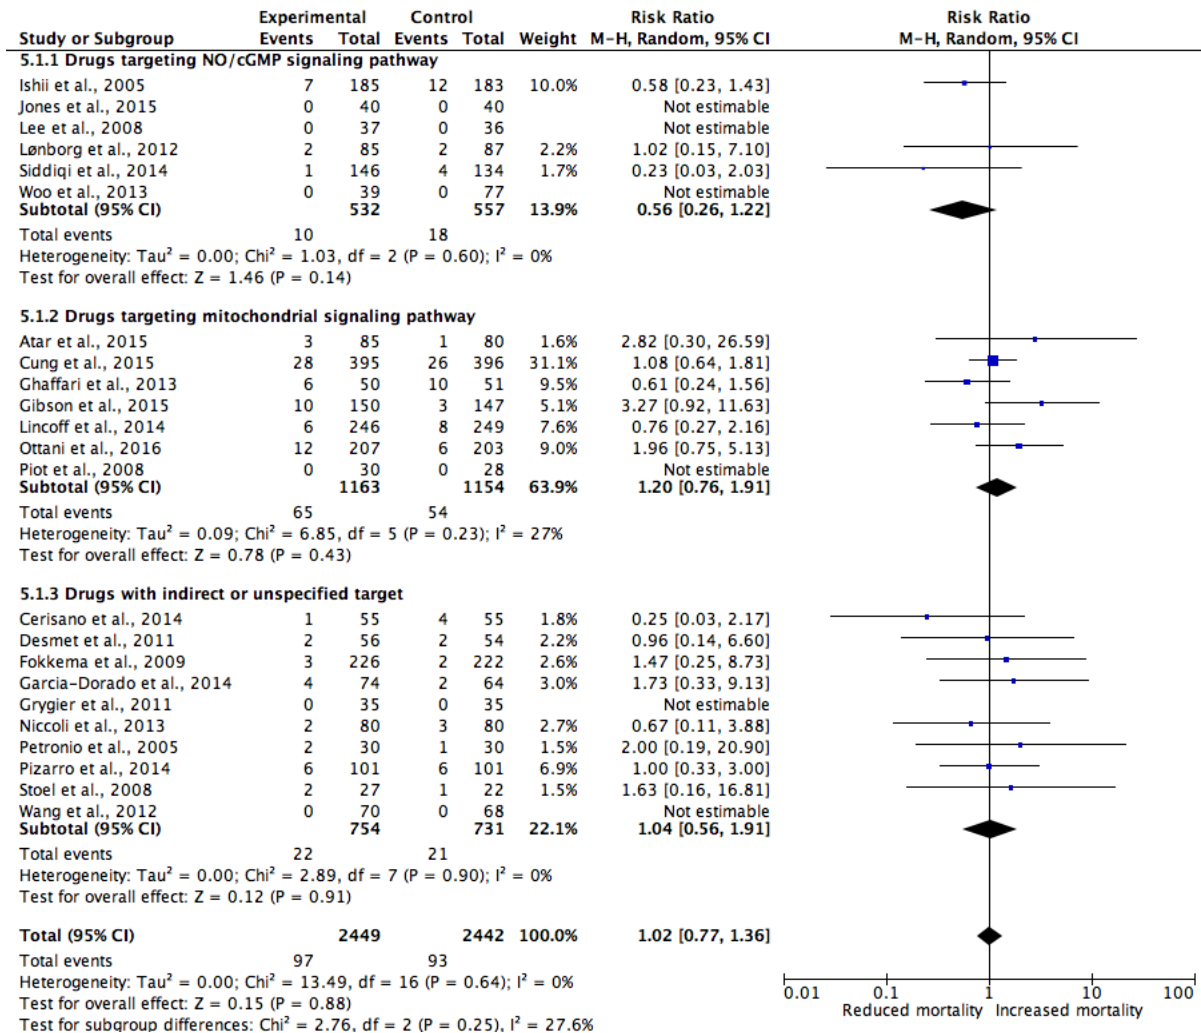 Experimental Control Risk Ratio Risk Ratio
Study or Subgroup Events Total Events Total Weight M-H, Random, 95% CI M-H, Random, 95% CI
5.1.1 Drugs targeting NO/cGMP signaling pathway
Ishii et al., 2005 7 185 12 183 10.0% 0.58 [0.23, 1.43]
Jones et al., 2015 0 40 0 40 Not estimable
Lee et al., 2008 0 37 0 36 Not estimable
Lønborg et al., 2012 2 85 2 87 2.2% 1.02 [0.15, 7.10]
Siddiqi et al., 2014 1 146 4 134 1.7% 0.23 [0.03, 2.03]
Woo et al., 2013 0 39 0 77 Not estimable
Subtotal (95% CI) 532 557 13.9% 0.56 [0.26, 1.22]
Total events 10 18
Heterogeneity: Tau² = 0.00; Chi² = 1.03, df = 2 (P = 0.60); I² = 0%
Test for overall effect: Z = 1.46 (P = 0.14)
5.1.2 Drugs targeting mitochondrial signaling pathway
Atar et al., 2015 3 85 1 80 1.6% 2.82 [0.30, 26.59]
Cung et al., 2015 28 395 26 396 31.1% 1.08 [0.64, 1.81]
Ghaffari et al., 2013 6 50 10 51 9.5% 0.61 [0.24, 1.56]
Gibson et al., 2015 10 150 3 147 5.1% 3.27 [0.92, 11.63]
Lincoff et al., 2014 6 246 8 249 7.6% 0.76 [0.27, 2.16]
Ottani et al., 2016 12 207 6 203 9.0% 1.96 [0.75, 5.13]
Piot et al., 2008 0 30 0 28 Not estimable
Subtotal (95% CI) 1163 1154 63.9% 1.20 [0.76, 1.91]
Total events 65 54
Heterogeneity: Tau² = 0.09; Chi² = 6.85, df = 5 (P = 0.23); I² = 27%
Test for overall effect: Z = 0.78 (P = 0.43)
5.1.3 Drugs with indirect or unspecified target
Cerisano et al., 2014 1 55 4 55 1.8% 0.25 [0.03, 2.17]
Desmet et al., 2011 2 56 2 54 2.2% 0.96 [0.14, 6.60]
Fokkema et al., 2009 3 226 2 222 2.6% 1.47 [0.25, 8.73]
Garcia-Dorado et al., 2014 4 74 2 64 3.0% 1.73 [0.33, 9.13]
Grygier et al., 2011 0 35 0 35 Not estimable
Niccoli et al., 2013 2 80 3 80 2.7% 0.67 [0.11, 3.88]
Petronio et al., 2005 2 30 1 30 1.5% 2.00 [0.19, 20.90]
Pizarro et al., 2014 6 101 6 101 6.9% 1.00 [0.33, 3.00]
Stoel et al., 2008 2 27 1 22 1.5% 1.63 [0.16, 16.81]
Wang et al., 2012 0 70 0 68 Not estimable
Subtotal (95% CI) 754 731 22.1% 1.04 [0.56, 1.91]
Total events 22 21
Heterogeneity: Tau² = 0.00; Chi² = 2.89, df = 7 (P = 0.90); I² = 0%
Test for overall effect: Z = 0.12 (P = 0.91)
Total (95% CI) 2449 2442 100.0% 1.02 [0.77, 1.36]
Total events 97 93
Heterogeneity: Tau² = 0.00; Chi² = 13.49, df = 16 (P = 0.64); I² = 0%
Test for overall effect: Z = 0.15 (P = 0.88)
Test for subgroup differences: Chi² = 2.76, df = 2 (P = 0.25), I² = 27.6%
0.01 0.1 1 10 100
Reduced mortality Increased mortality